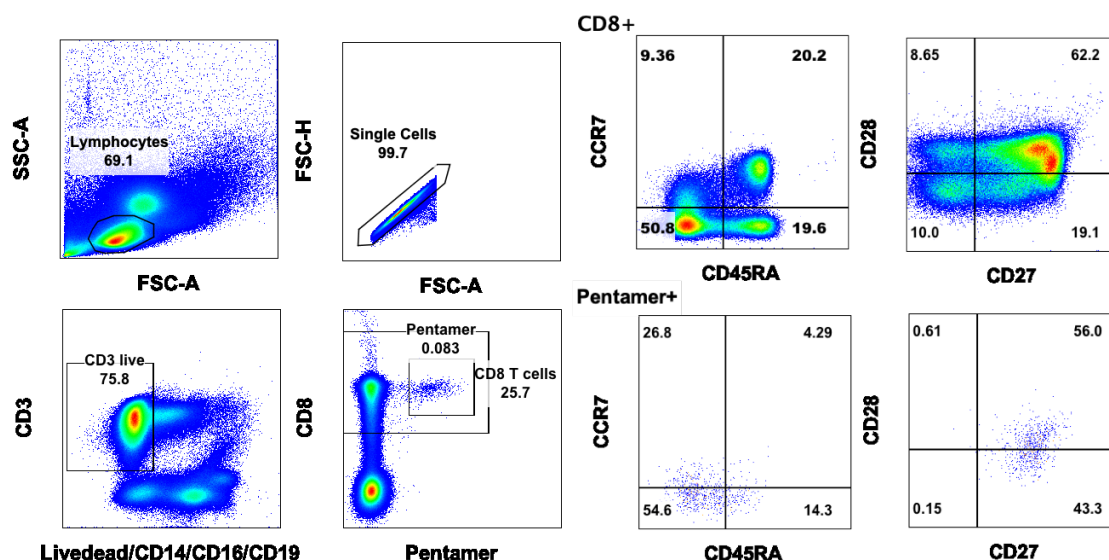 SSC-A
Lymphocytes
69.1
FSC-A
FSC-H
Single Cells
99.7
FSC-A
CD8+
CCR7
9.36
20.2
50.8
19.6
CD45RA
CD28
8.65
62.2
10.0
19.1
CD27
CD3
CD3 live
75.8
Livedead/CD14/CD16/CD19
CD8
Pentamer
0.083
CD8 T cells
25.7
Pentamer
Pentamer+
CCR7
26.8
4.29
54.6
14.3
CD45RA
CD28
0.61
56.0
0.15
43.3
CD27